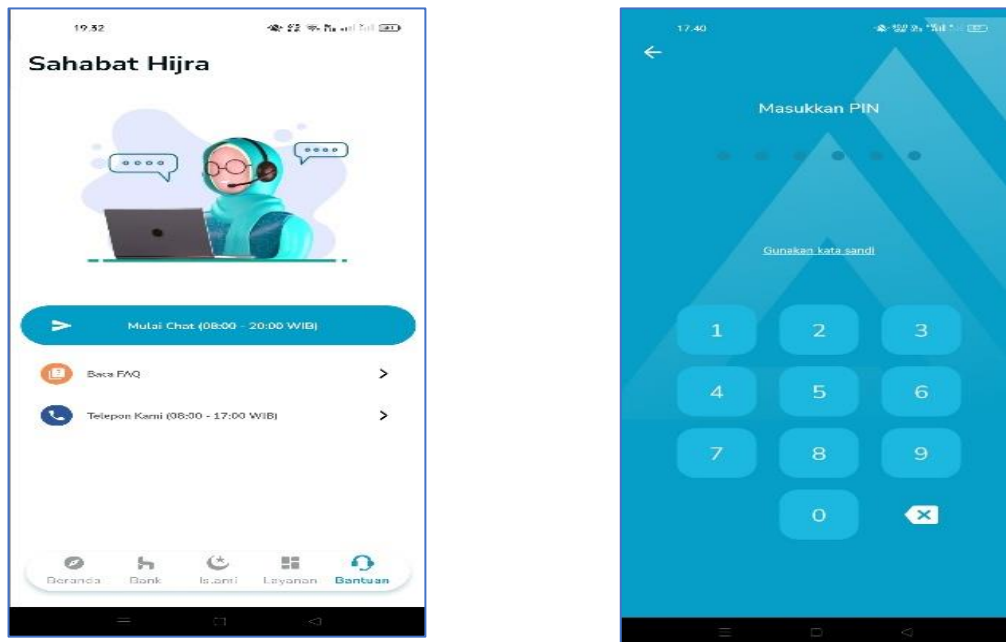 19.32
Sahabat Hijra
Mulai Chat (08:00 - 20:00 WIB)
Baca FAQ
Telepon Kami (08:00 - 17:00 WIB)
Beranda Bank Islami Layanan Bantuan
17.40
Masukkan PIN
Gunakan kata sandi
1 2 3
4 5 6
7 8 9
0